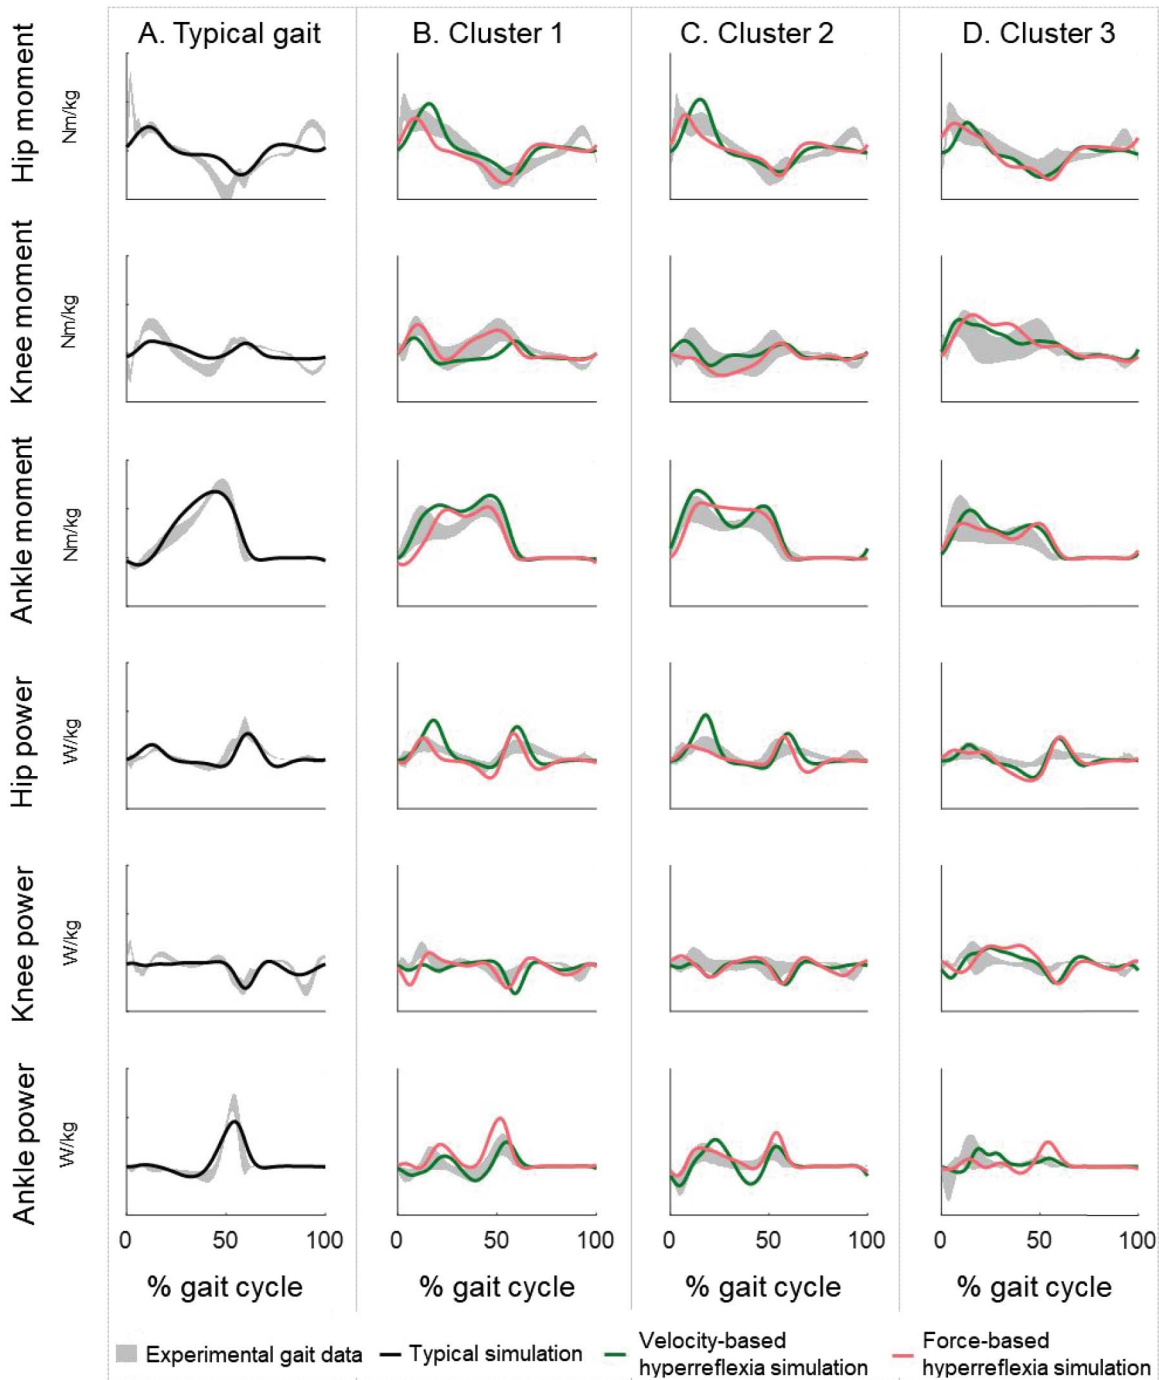 A. Typical gait
B. Cluster 1
C. Cluster 2
D. Cluster 3
Hip moment
Nm/kg
Knee moment
Nm/kg
Ankle moment
Nm/kg
Hip power
W/kg
Knee power
W/kg
Ankle power
W/kg
0 50 100
0 50 100
0 50 100
0 50 100
% gait cycle
% gait cycle
% gait cycle
% gait cycle
Experimental gait data
Typical simulation
Velocity-based
hyperreflexia simulation
Force-based
hyperreflexia simulation